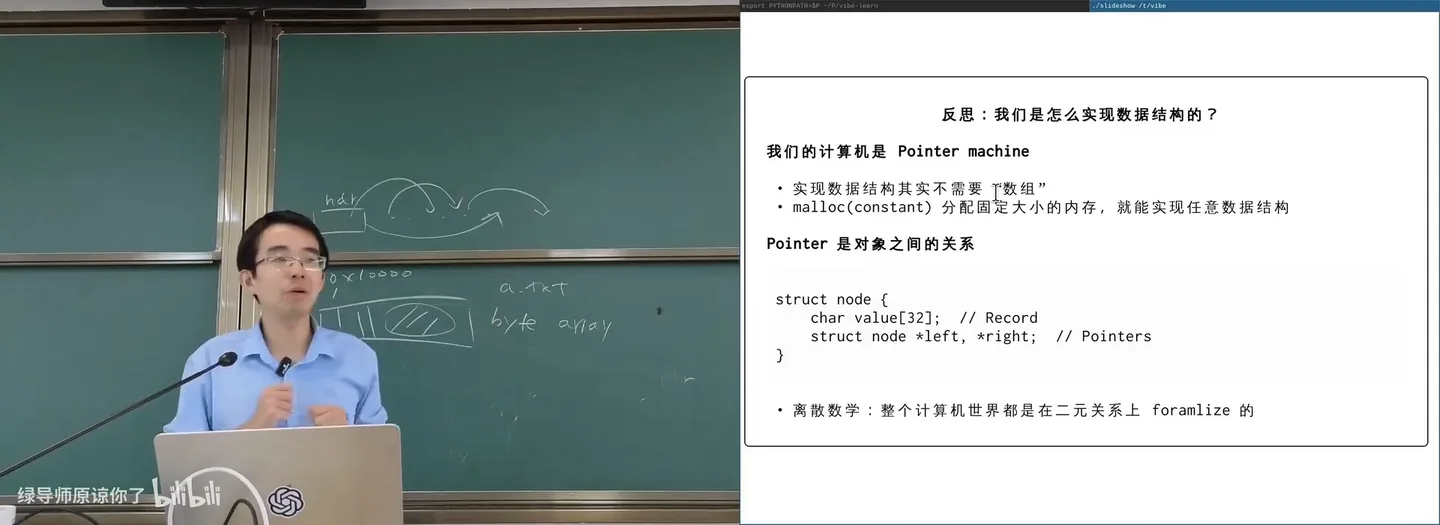 hdr
0x10000
a.txt
byte array
绿导师原谅你了 bilibili
export PYTHONPATH=$P ~/P/vibe-learn
./slideshow /t/vibe
反思：我们是怎么实现数据结构的？
我们的计算机是 Pointer machine
• 实现数据结构其实不需要 “数组”
• malloc(constant) 分配固定大小的内存, 就能实现任意数据结构
Pointer 是对象之间的关系
struct node {
    char value[32];  // Record
    struct node *left, *right;  // Pointers
}
• 离散数学：整个计算机世界都是在二元关系上 foramlize 的